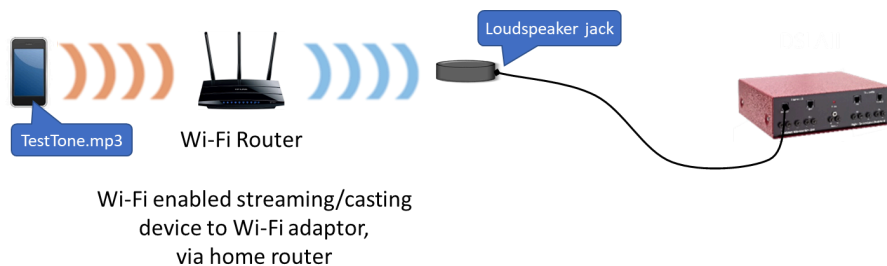 Loudspeaker jack
TestTone.mp3
Wi-Fi Router
Wi-Fi enabled streaming/casting
device to Wi-Fi adaptor,
via home router